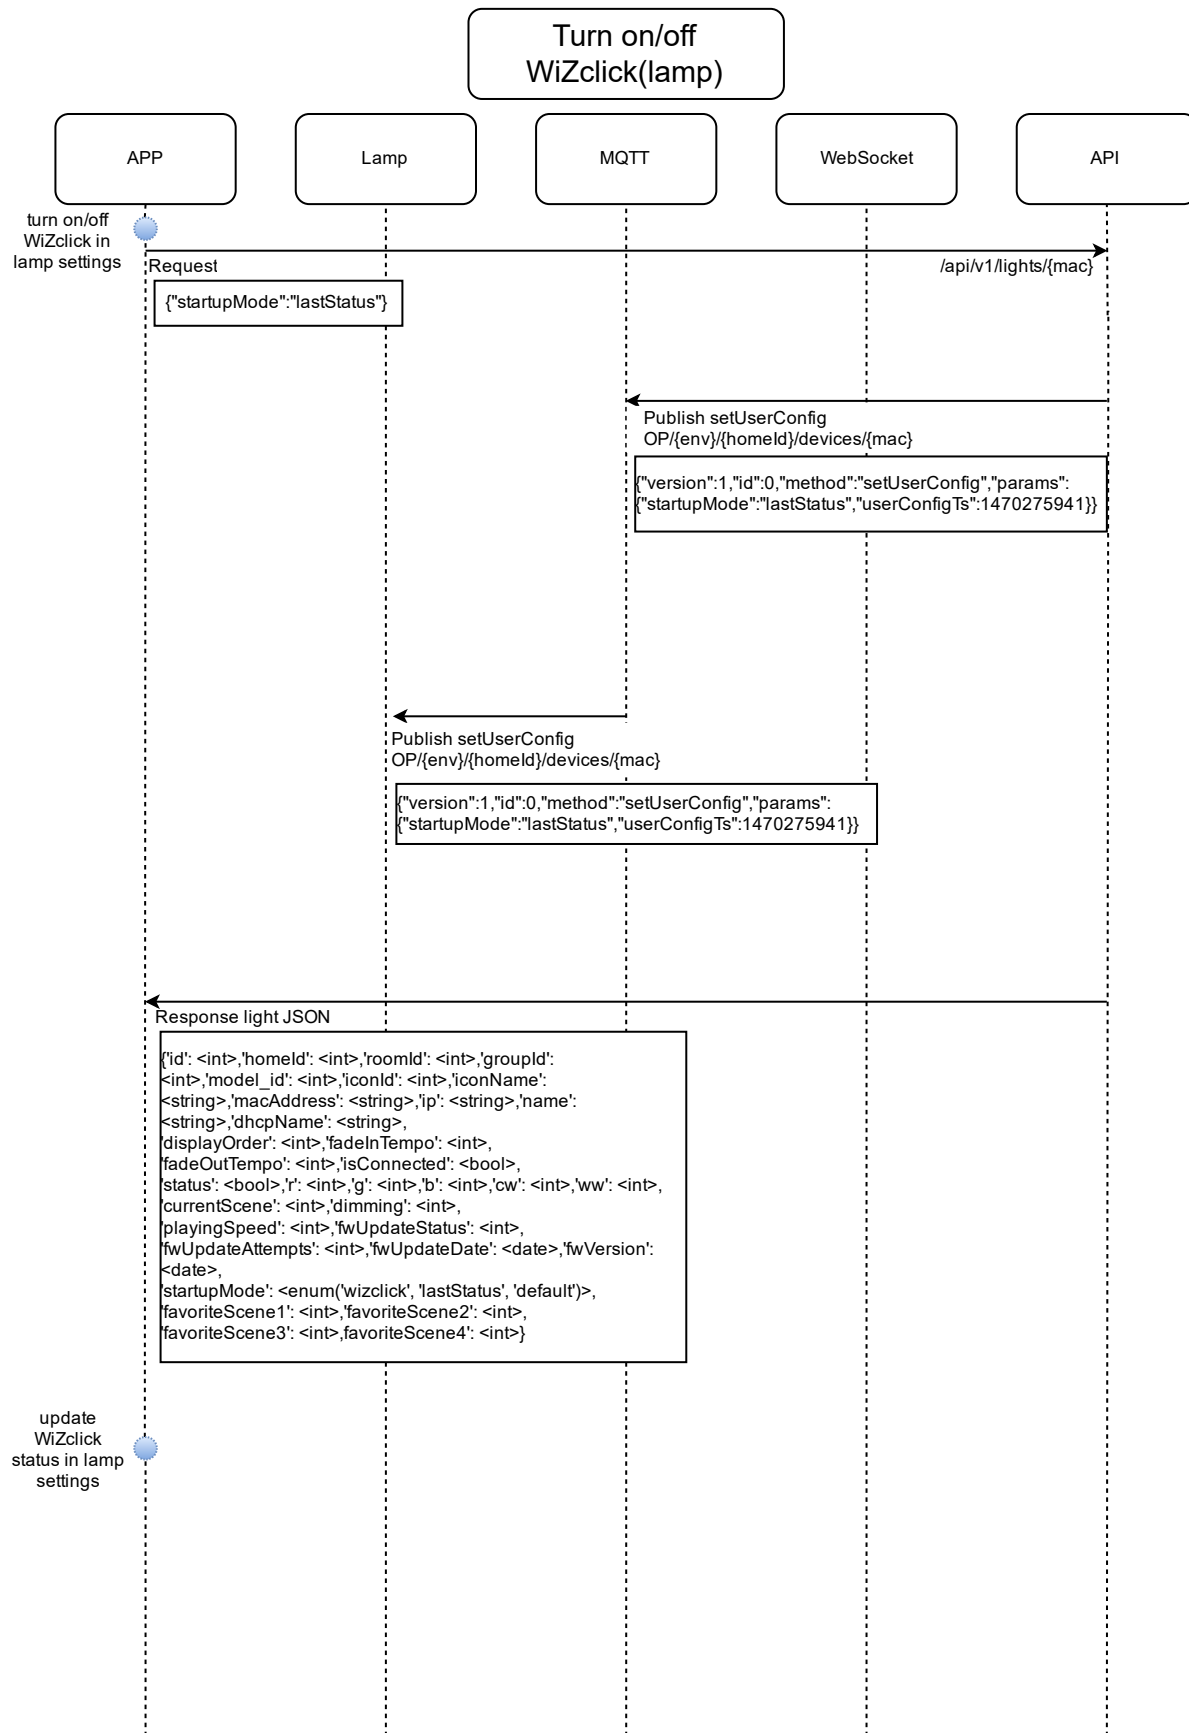 Turn on/off
WiZclick(lamp)
APP
Lamp
MQTT
WebSocket
API
turn on/off
WiZclick in
lamp settings
Request
/api/v1/lights/{mac}
{"startupMode":"lastStatus"}
Publish setUserConfig
OP/{env}/{homeId}/devices/{mac}
{"version":1,"id":0,"method":"setUserConfig","params":
{"startupMode":"lastStatus","userConfigTs":1470275941}}
Publish setUserConfig
OP/{env}/{homeId}/devices/{mac}
{"version":1,"id":0,"method":"setUserConfig","params":
{"startupMode":"lastStatus","userConfigTs":1470275941}}
Response light JSON
{'id': <int>,'homeId': <int>,'roomId': <int>,'groupId':
<int>,'model_id': <int>,'iconId': <int>,'iconName':
<string>,'macAddress': <string>,'ip': <string>,'name':
<string>,'dhcpName': <string>,
'displayOrder': <int>,'fadeInTempo': <int>,
'fadeOutTempo': <int>,'isConnected': <bool>,
'status': <bool>,'r': <int>,'g': <int>,'b': <int>,'cw': <int>,'ww': <int>,
'currentScene': <int>,'dimming': <int>,
'playingSpeed': <int>,'fwUpdateStatus': <int>,
'fwUpdateAttempts': <int>,'fwUpdateDate': <date>,'fwVersion':
<date>,
'startupMode': <enum('wizclick', 'lastStatus', 'default')>,
'favoriteScene1': <int>,'favoriteScene2': <int>,
'favoriteScene3': <int>,favoriteScene4': <int>}
update
WiZclick
status in lamp
settings